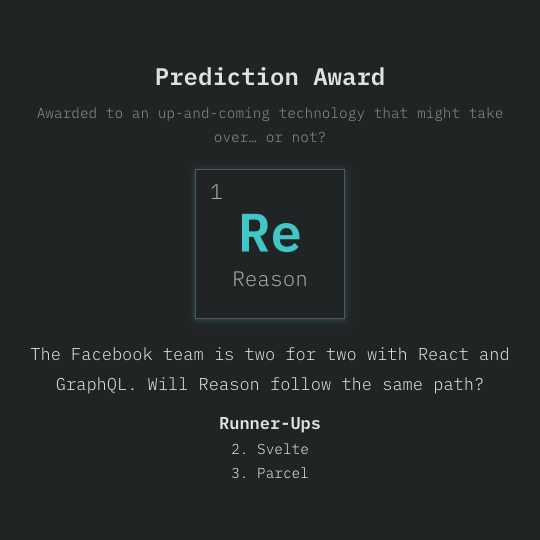 Prediction Award
Awarded to an up-and-coming technology that might take
over… or not?
1
Re
Reason
The Facebook team is two for two with React and
GraphQL. Will Reason follow the same path?
Runner-Ups
2. Svelte
3. Parcel